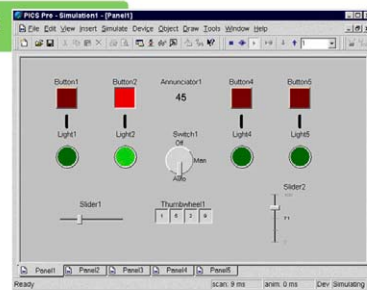 PICS Pro - Simulation1 - [Panel1]
File Edit View Insert Simulate Device Object Draw Tools Window Help
1
Button1 Button2 Annunciator1 Button4 Button5
45
Light1 Light2 Switch1 Light4 Light5
Off
Man
Auto
Slider1 Thumbwheel1 Slider2
Panel1 Panel2 Panel3 Panel4 Panel5
Ready scan: 9 ms anim: 0 ms Dev Simulating